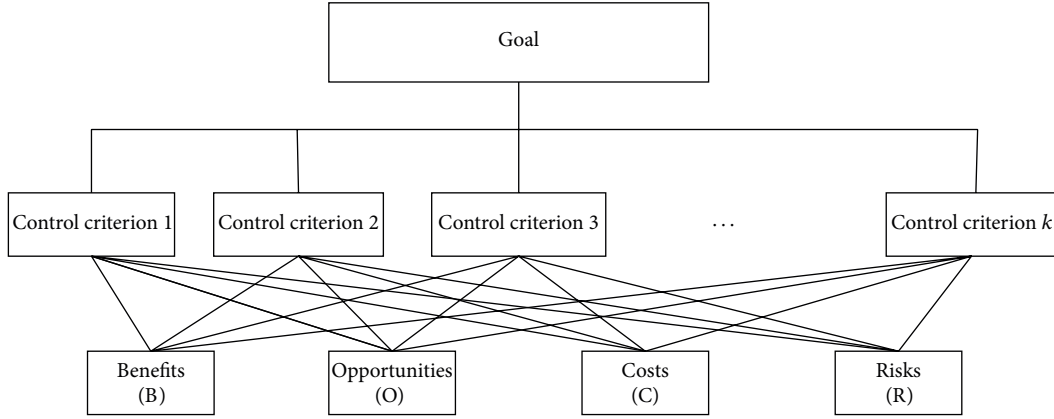 Goal
Control criterion 1
Control criterion 2
Control criterion 3
...
Control criterion k
Benefits
(B)
Opportunities
(O)
Costs
(C)
Risks
(R)